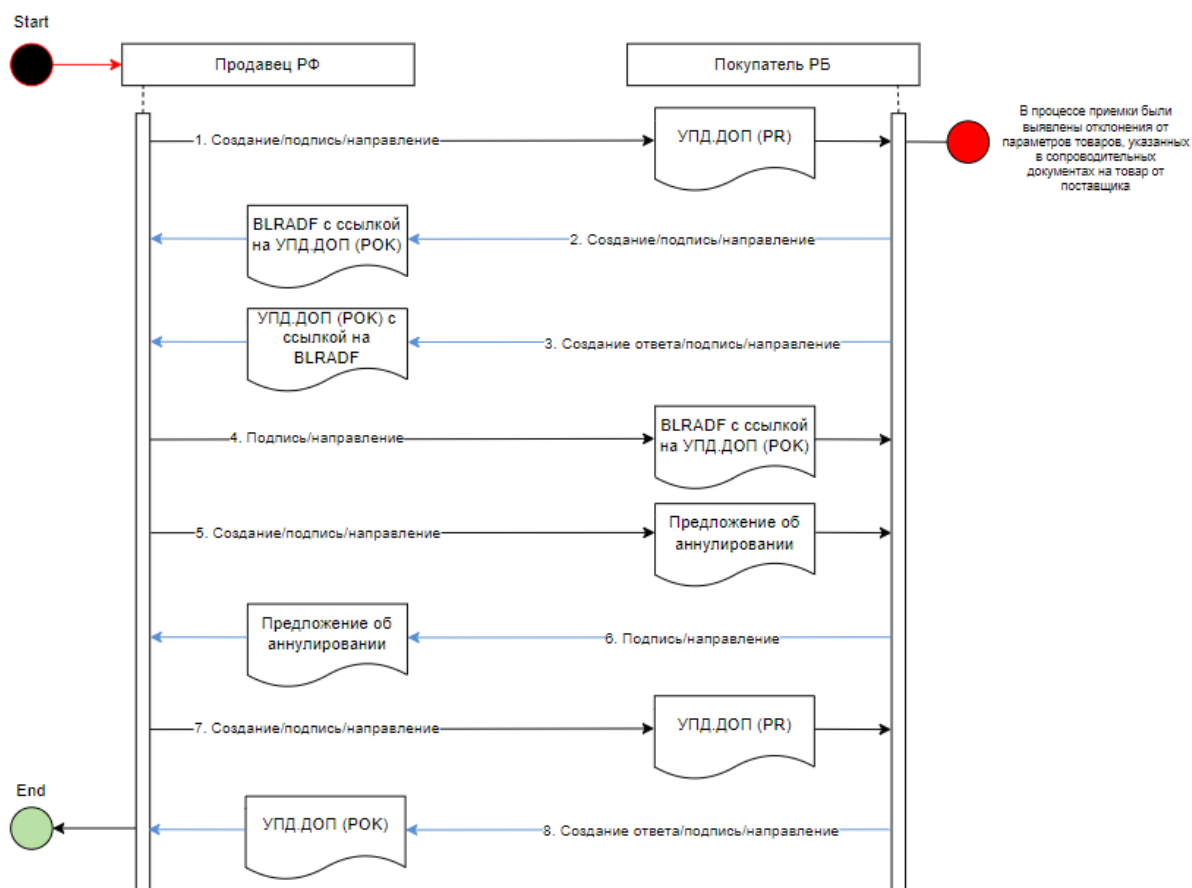 Start
Продавец РФ
Покупатель РБ
1. Создание/подпись/направление
УПД.ДОП (PR)
В процессе приемки были
выявлены отклонения от
параметров товаров, указанных
в сопроводительных
документах на товар от
поставщика
BLRADF с ссылкой
на УПД.ДОП (POK)
2. Создание/подпись/направление
УПД.ДОП (POK) с
ссылкой на
BLRADF
3. Создание ответа/подпись/направление
4. Подпись/направление
BLRADF с ссылкой
на УПД.ДОП (POK)
5. Создание/подпись/направление
Предложение об
аннулировании
Предложение об
аннулировании
6. Подпись/направление
7. Создание/подпись/направление
УПД.ДОП (PR)
End
УПД.ДОП (POK)
8. Создание ответа/подпись/направление